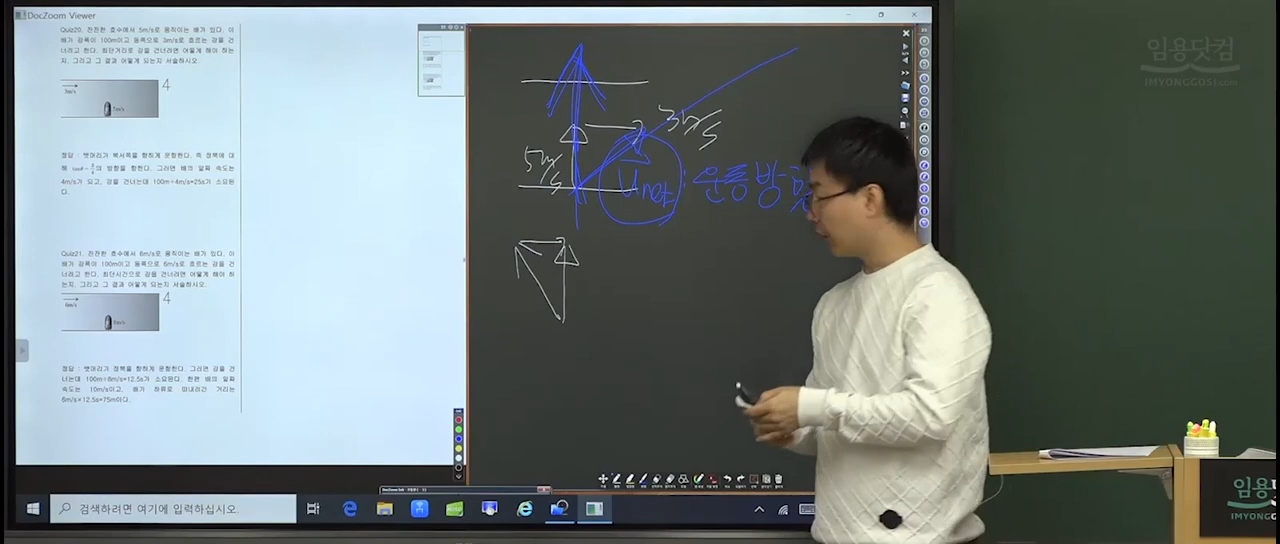 DocZoom Viewer
Quiz20. 잔잔한 호수에서 5m/s로 움직이는 배가 있다. 이
배가 강폭이 100m이고 동쪽으로 3m/s로 흐르는 강을 건
너려고 한다. 최단거리로 강을 건너려면 어떻게 해야 하는
지, 그리고 그 결과 어떻게 되는지 서술하시오.
3m/s
5m/s
4
정답 : 뱃머리가 북서쪽을 향하게 운항한다. 즉 정북에 대
해 tanθ=3/4의 방향을 향한다. 그러면 배의 알짜 속도는
4m/s가 되고, 강을 건너는데 100m÷4m/s=25s가 소요된
다.
Quiz21. 잔잔한 호수에서 8m/s로 움직이는 배가 있다. 이
배가 강폭이 100m이고 동쪽으로 6m/s로 흐르는 강을 건
너려고 한다. 최단시간으로 강을 건너려면 어떻게 해야 하
는지, 그리고 그 결과 어떻게 되는지 서술하시오.
6m/s
8m/s
4
정답 : 뱃머리가 정북을 향하게 운항한다. 그러면 강을 건
너는데 100m÷8m/s=12.5s가 소요된다. 한편 배의 알짜
속도는 10m/s이고, 배가 하류로 떠내려간 거리는
6m/s×12.5s=75m이다.
3m/s
5m/s
운동방
검색하려면 여기에 입력하십시오.
임용닷컴
IMYONGDOSI.COM
임용
IMYONG